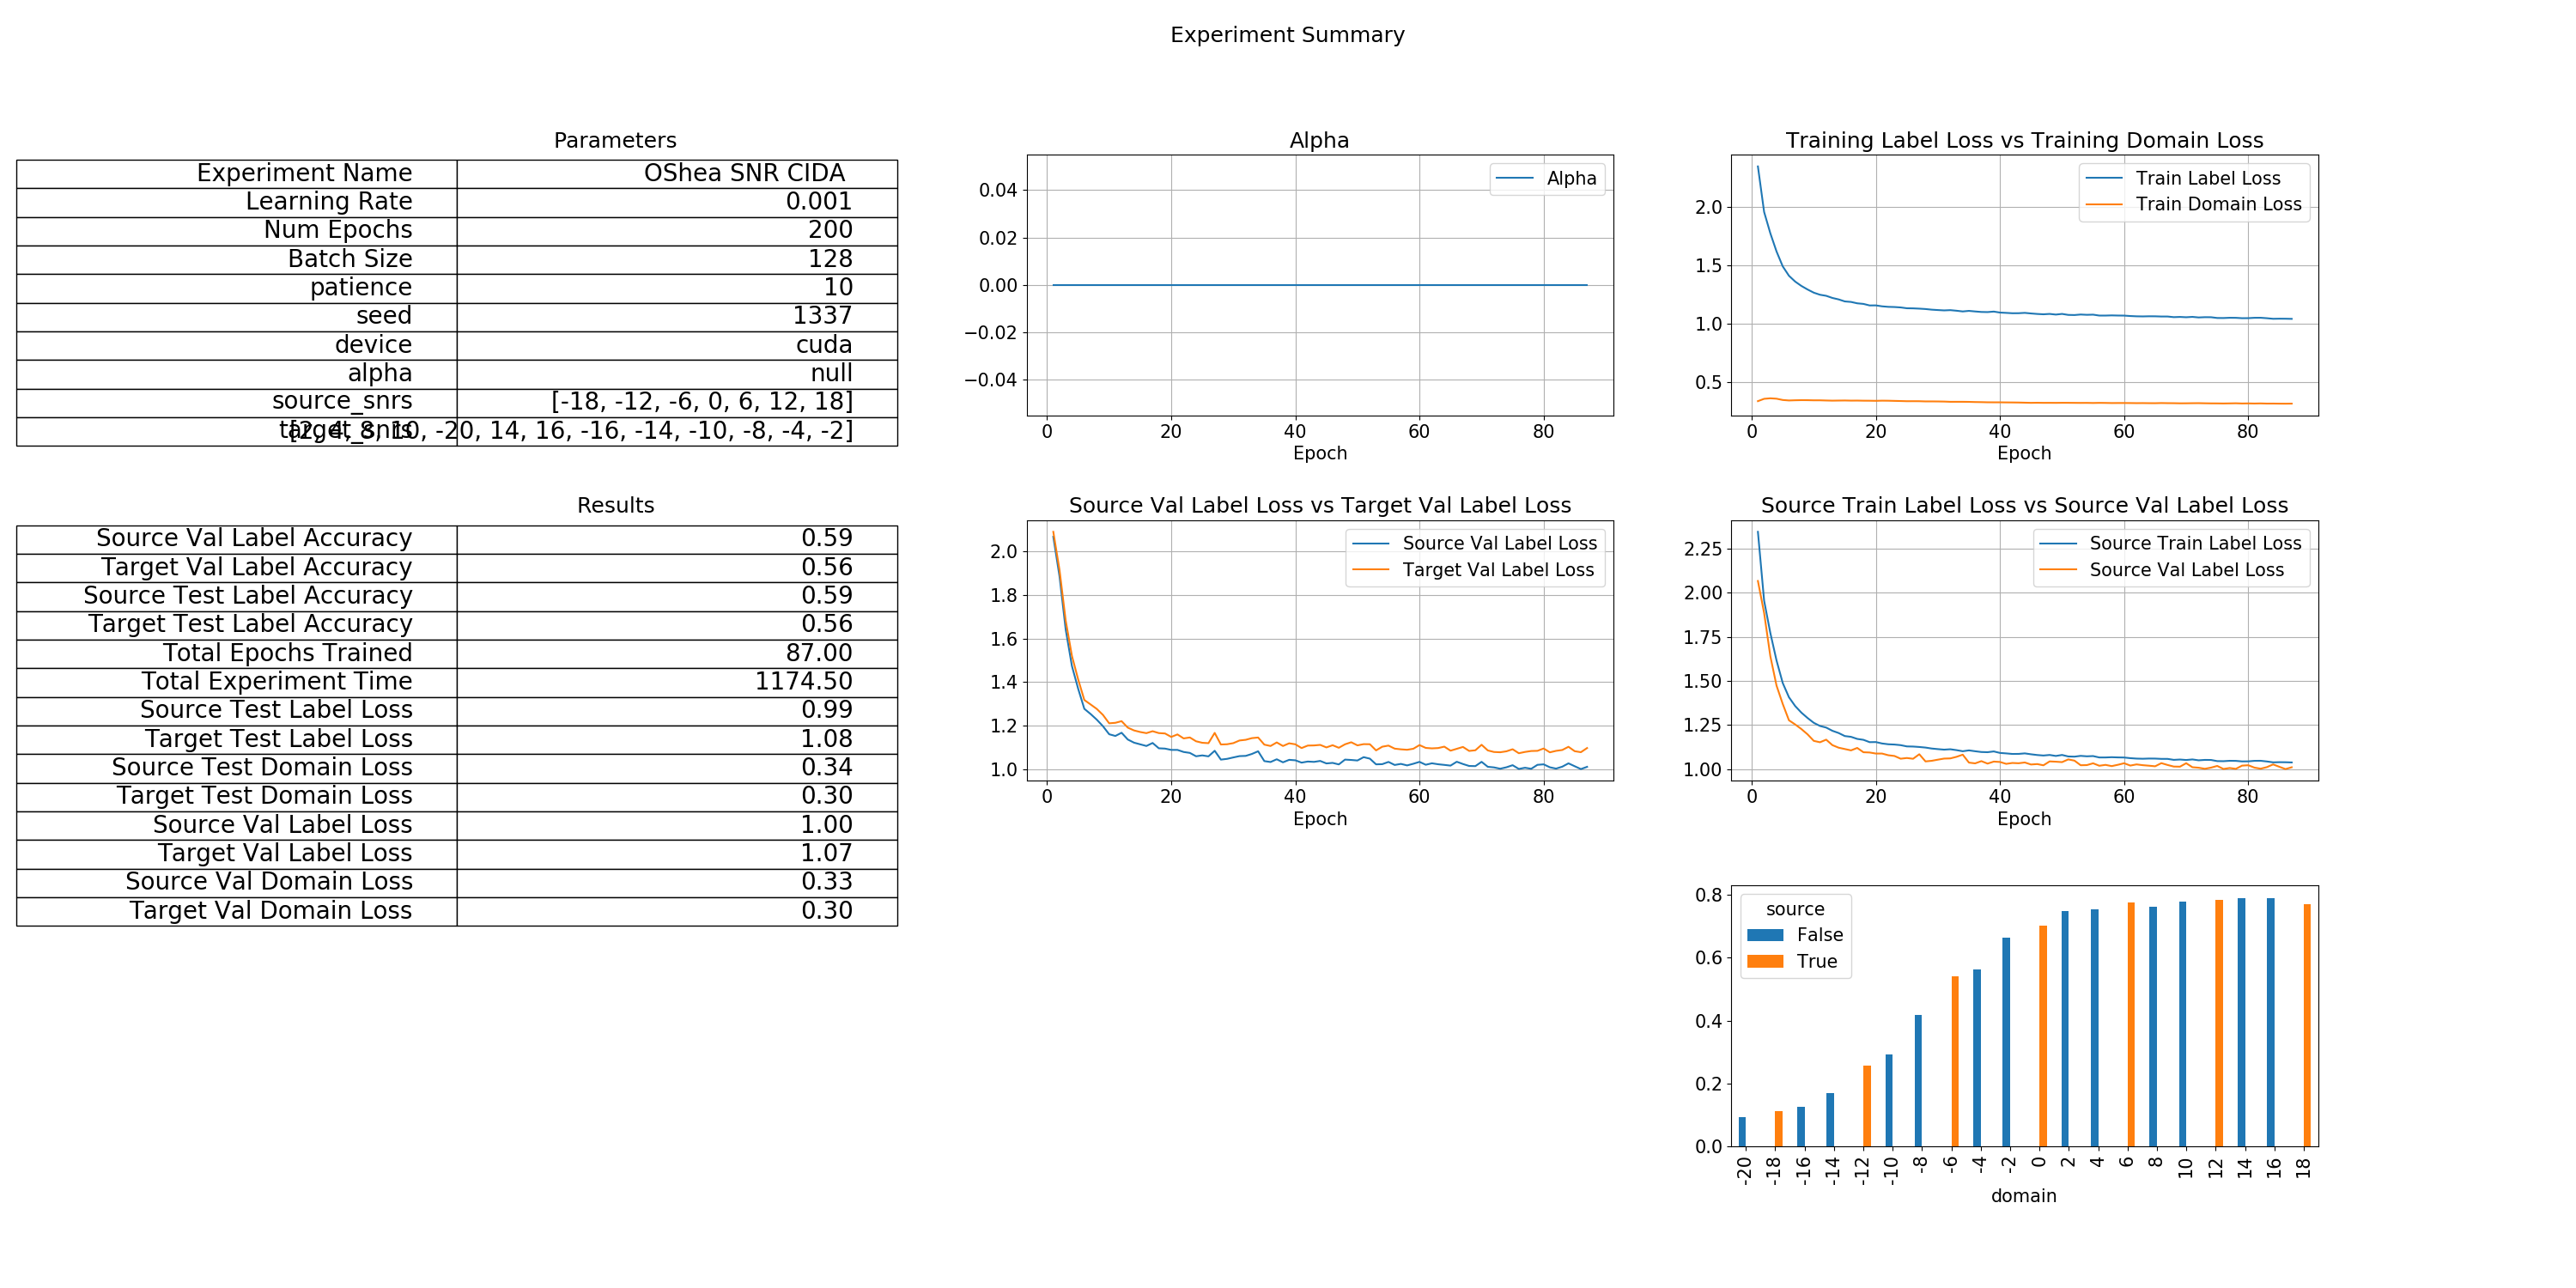 Experiment Summary
Parameters
Experiment Name OShea SNR CIDA
Learning Rate 0.001
Num Epochs 200
Batch Size 128
patience 10
seed 1337
device cuda
alpha null
source_snrs [-18, -12, -6, 0, 6, 12, 18]
target_snrs [2, 4, 8, 10, -20, 14, 16, -16, -14, -10, -8, -4, -2]
Alpha
Alpha
0.04
0.02
0.00
−0.02
−0.04
0 20 40 60 80
Epoch
Training Label Loss vs Training Domain Loss
Train Label Loss
Train Domain Loss
2.0
1.5
1.0
0.5
0 20 40 60 80
Epoch
Results
Source Val Label Accuracy 0.59
Target Val Label Accuracy 0.56
Source Test Label Accuracy 0.59
Target Test Label Accuracy 0.56
Total Epochs Trained 87.00
Total Experiment Time 1174.50
Source Test Label Loss 0.99
Target Test Label Loss 1.08
Source Test Domain Loss 0.34
Target Test Domain Loss 0.30
Source Val Label Loss 1.00
Target Val Label Loss 1.07
Source Val Domain Loss 0.33
Target Val Domain Loss 0.30
Source Val Label Loss vs Target Val Label Loss
Source Val Label Loss
Target Val Label Loss
2.0
1.8
1.6
1.4
1.2
1.0
0 20 40 60 80
Epoch
Source Train Label Loss vs Source Val Label Loss
Source Train Label Loss
Source Val Label Loss
2.25
2.00
1.75
1.50
1.25
1.00
0 20 40 60 80
Epoch
source
False
True
0.8
0.6
0.4
0.2
0.0
-20 -18 -16 -14 -12 -10 -8 -6 -4 -2 0 2 4 6 8 10 12 14 16 18
domain